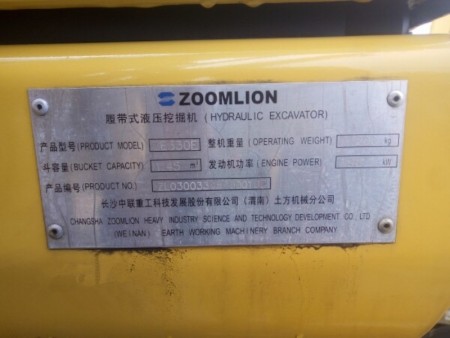 ZOOMLION
履带式液压挖掘机 (HYDRAULIC EXCAVATOR)
产品型号(PRODUCT MODEL) 整机重量(OPERATING WEIGHT) kg
斗容量(BUCKET CAPACITY) m³ 发动机功率(ENGINE POWER) kW
产品编号(PRODUCT NO.)
长沙中联重工科技发展股份有限公司（渭南）土方机械分公司
CHANGSHA ZOOMLION HEAVY INDUSTRY SCIENCE AND TECHNOLOGY DEVELOPMENT CO. LTD.
(WEINAN) EARTH WORKING MACHINERY BRANCH COMPANY